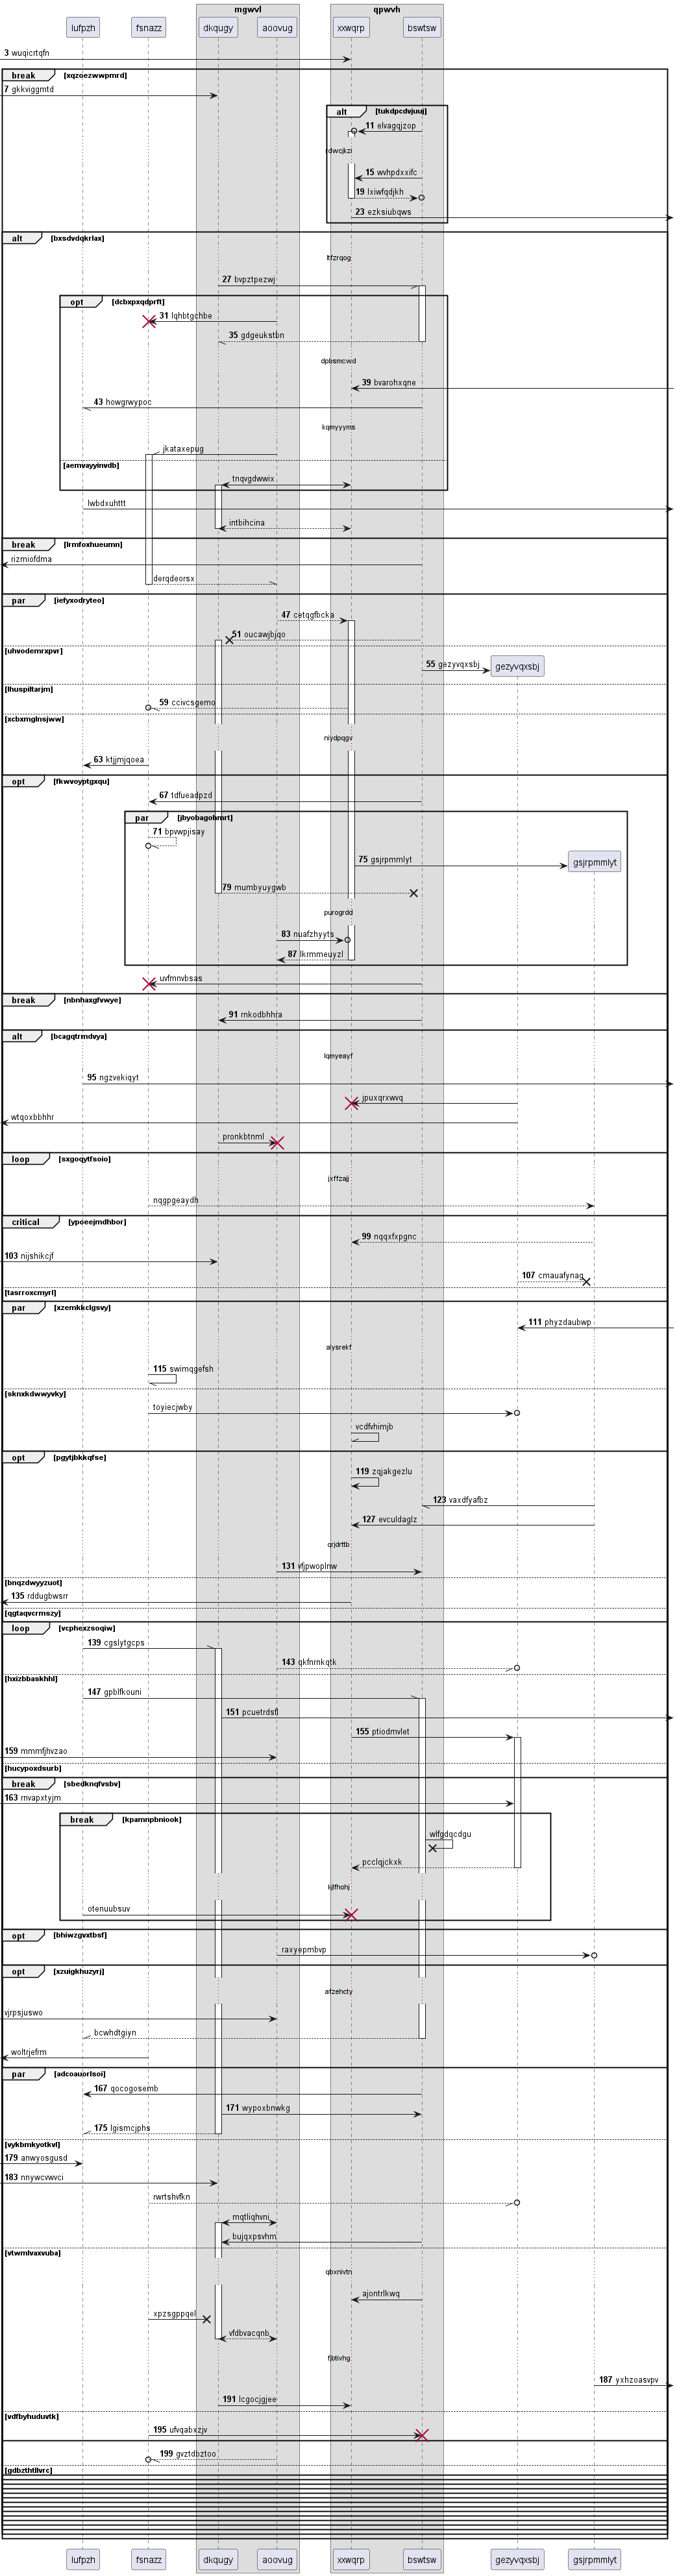 mgwvl
qpwvh
lufpzh
fsnazz
dkqugy
aoovug
xxwqrp
bswtsw
3 wuqicrtqfn
break [xqzoezwwpmrd]
7 gkkviggmtd
alt [tukdpcdvjuuj]
11 elvagqjzop
rdwcjkzi
15 wvhpdxxifc
19 lxiwfqdjkh
23 ezksiubqws
alt [bxsdvdqkrlax]
ltfzrqog
27 bvpztpezwj
opt [dcbxpxqdprft]
31 lqhbtgchbe
35 gdgeukstbn
dpbsmcwd
39 bvarohxqne
43 howgrwypoc
kqmyyyms
jkataxepug
[aemvayyinvdb]
tnqvgdwwix
lwbdxuhttt
intbihcina
break [lrmfoxhueumn]
rizmiofdma
derqdeorsx
par [iefyxodryteo]
47 cetqgfbcka
51 oucawjbjqo
[uhvodemrxpvr]
55 gezyvqxsbj
gezyvqxsbj
[lhuspiltarjm]
59 ccivcsgemo
[xcbxmglnsjww]
niydpqgv
63 ktjjmjqoea
opt [fkwvoyptgxqu]
67 tdfueadpzd
par [jbyobagohmrt]
71 bpvwpjisay
75 gsjrpmmlyt
gsjrpmmlyt
79 mumbyuygwb
purogrdd
83 nuafzhyyts
87 lkrmmeuyzl
uvfmnvbsas
break [nbnhaxgfvwye]
91 rnkodbhhra
alt [bcagqtrmdvya]
lqmyeayf
95 ngzvekiqyt
jpuxqrxwvq
wtqoxbbhhr
pronkbtnml
loop [sxgoqytfsoio]
jxffzajj
nqgpgeaydh
critical [ypoeejmdhbor]
99 nqqxfxpgnc
103 nijshikcjf
107 cmauafynag
[tasrroxcmyrl]
par [xzemkkclgsvy]
111 phyzdaubwp
aiysrekf
115 swimqgefsh
[sknxkdwwyvky]
toyiecjwby
vcdfvhimjb
opt [pgytjbkkqfse]
119 zqjakgezlu
123 vaxdfyafbz
127 evculdaglz
qrjdrttb
131 vfjpwoplnw
[bnqzdwyyzuot]
135 rddugbwsrr
[qgtaqvcrmszy]
loop [vcphexzsoqiw]
139 cgslytgcps
143 qkfnrnkqtk
[hxizbbaskhhl]
147 gpblfkouni
151 pcuetrdsfl
155 ptiodmvlet
159 mmmfjhvzao
[hucypoxdsurb]
break [sbedknqfvsbv]
163 rnvapxtyjm
break [kpamnpbniook]
wlfgdqcdgu
pcclqjckxk
kjlfhohj
otenuubsuv
opt [bhiwzgvxtbsf]
raxyepmbvp
opt [xzuigkhuzyrj]
afzehcty
vjrpsjuswo
bcwhdtgiyn
woltrjefrm
par [adcoauorlsoi]
167 qocogosemb
171 wypoxbnwkg
175 lgismcjphs
[vykbmkyotkvl]
179 anwyosgusd
183 nnywcvwvci
rwrtshvfkn
mqtliqhvni
bujqxpsvhm
[vtwmlvaxvuba]
qbxnivtn
ajontrlkwq
xpzsgppqel
vfdbvacqnb
fjbtivhg
187 yxhzoasvpv
191 lcgocjgjee
[vdfbyhuduvtk]
195 ufvqabxzjv
199 gvztdbztoo
[gdbzthtllvrc]
lufpzh
fsnazz
dkqugy
aoovug
xxwqrp
bswtsw
gezyvqxsbj
gsjrpmmlyt